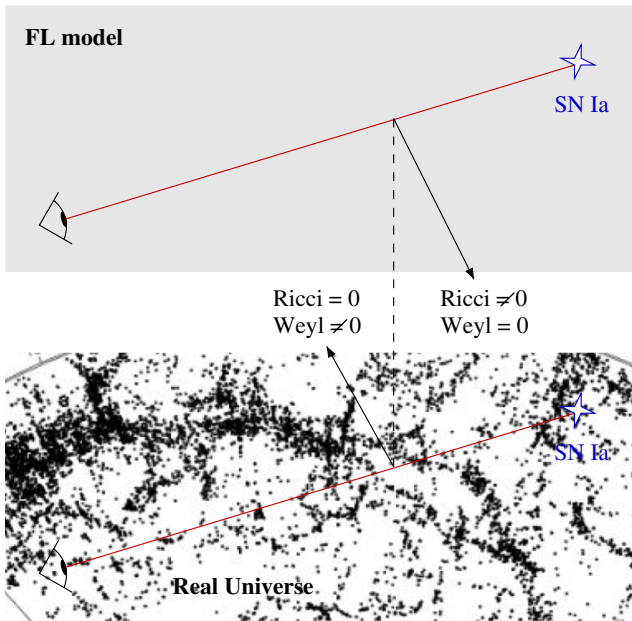 FL model
SN Ia
Ricci = 0
Weyl ≠ 0
Ricci ≠ 0
Weyl = 0
SN Ia
Real Universe